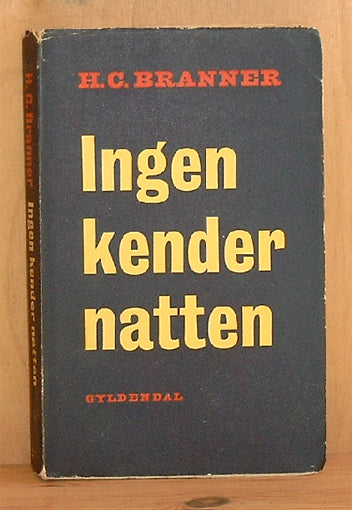 H.C. BRANNER
Ingen
kender
natten
GYLDENDAL
H. C. Branner Ingen kender natten